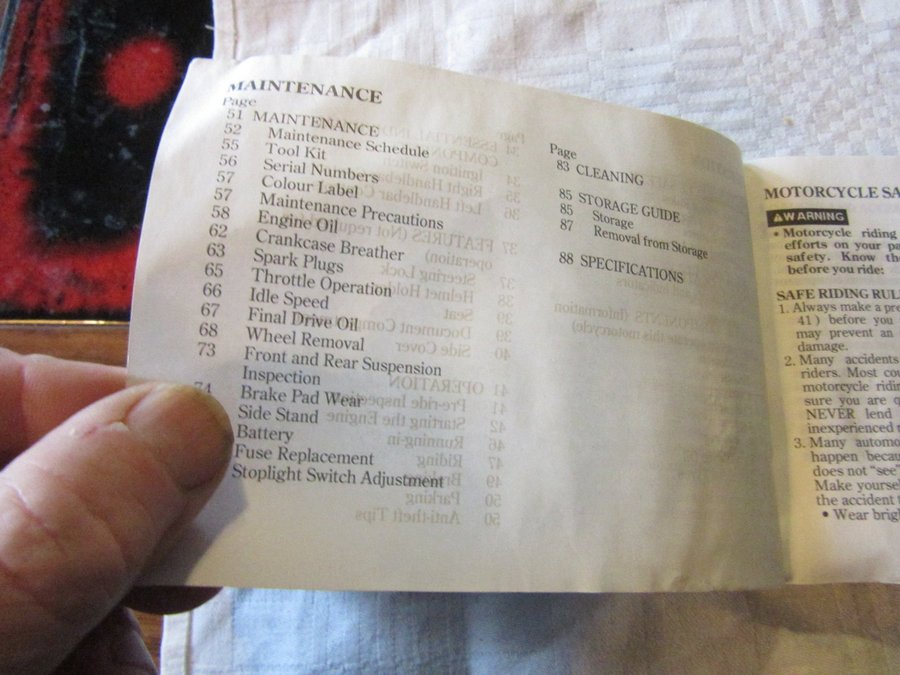 MAINTENANCE
Page
51 MAINTENANCE
52 Maintenance Schedule
55 Tool Kit
56 Serial Numbers
57 Colour Label
57 Maintenance Precautions
58 Engine Oil
62 Crankcase Breather
63 Spark Plugs
65 Throttle Operation
66 Idle Speed
67 Final Drive Oil
68 Wheel Removal
73 Front and Rear Suspension
Inspection
74 Brake Pad Wear
Side Stand
Battery
Fuse Replacement
Stoplight Switch Adjustment
Page
83 CLEANING
85 STORAGE GUIDE
85 Storage
87 Removal from Storage
88 SPECIFICATIONS
MOTORCYCLE SA
WARNING
• Motorcycle riding
efforts on your pa
safety. Know the
before you ride:
SAFE RIDING RUL
1. Always make a pre
41) before you
may prevent an
damage.
2. Many accidents
riders. Most cou
motorcycle ridin
sure you are q
NEVER lend
inexperienced
3. Many automo
happen becau
does not "see"
Make yoursel
the accident
• Wear brig